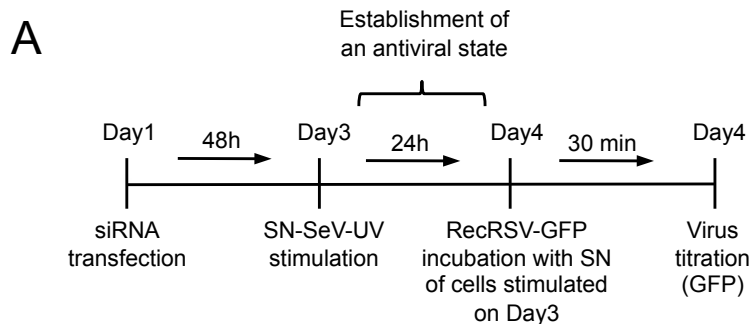 A
Establishment of
an antiviral state
Day1
48h
Day3
24h
Day4
30 min
Day4
siRNA
transfection
SN-SeV-UV
stimulation
RecRSV-GFP
incubation with SN
of cells stimulated
on Day3
Virus
titration
(GFP)